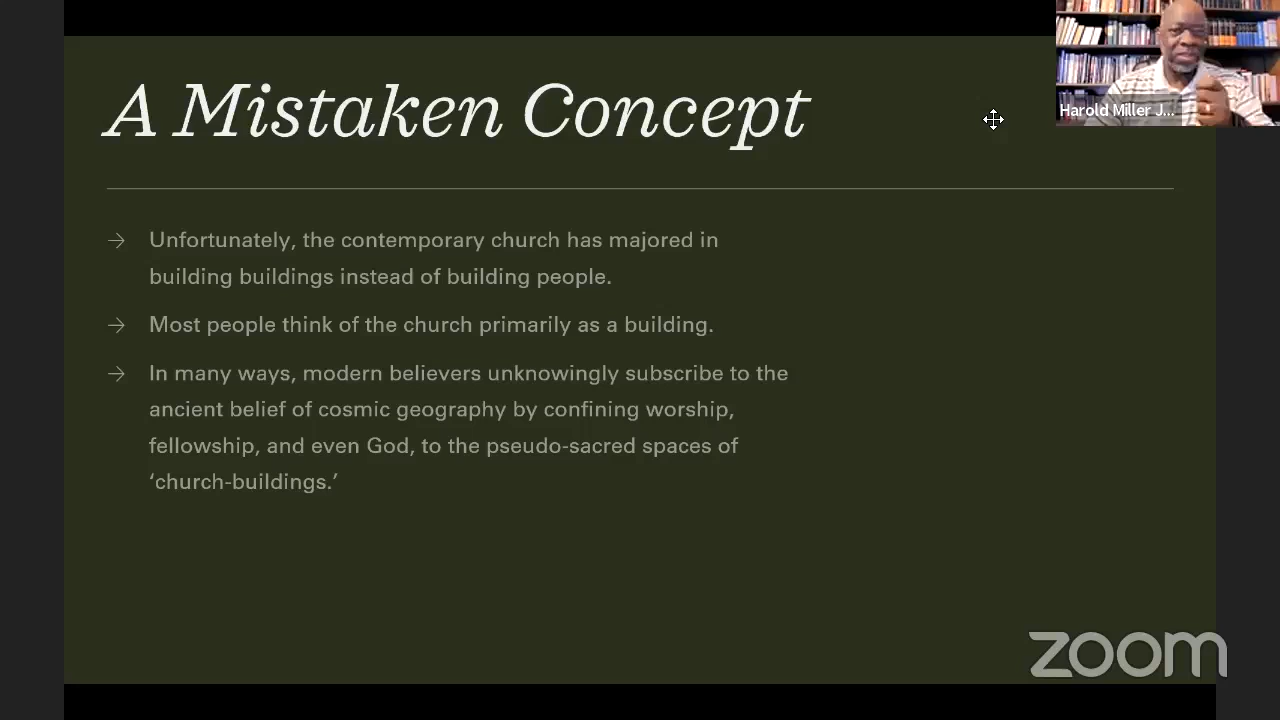 A Mistaken Concept
Harold Miller J...
→ Unfortunately, the contemporary church has majored in
building buildings instead of building people.
→ Most people think of the church primarily as a building.
→ In many ways, modern believers unknowingly subscribe to the
ancient belief of cosmic geography by confining worship,
fellowship, and even God, to the pseudo-sacred spaces of
‘church-buildings.’
zoom